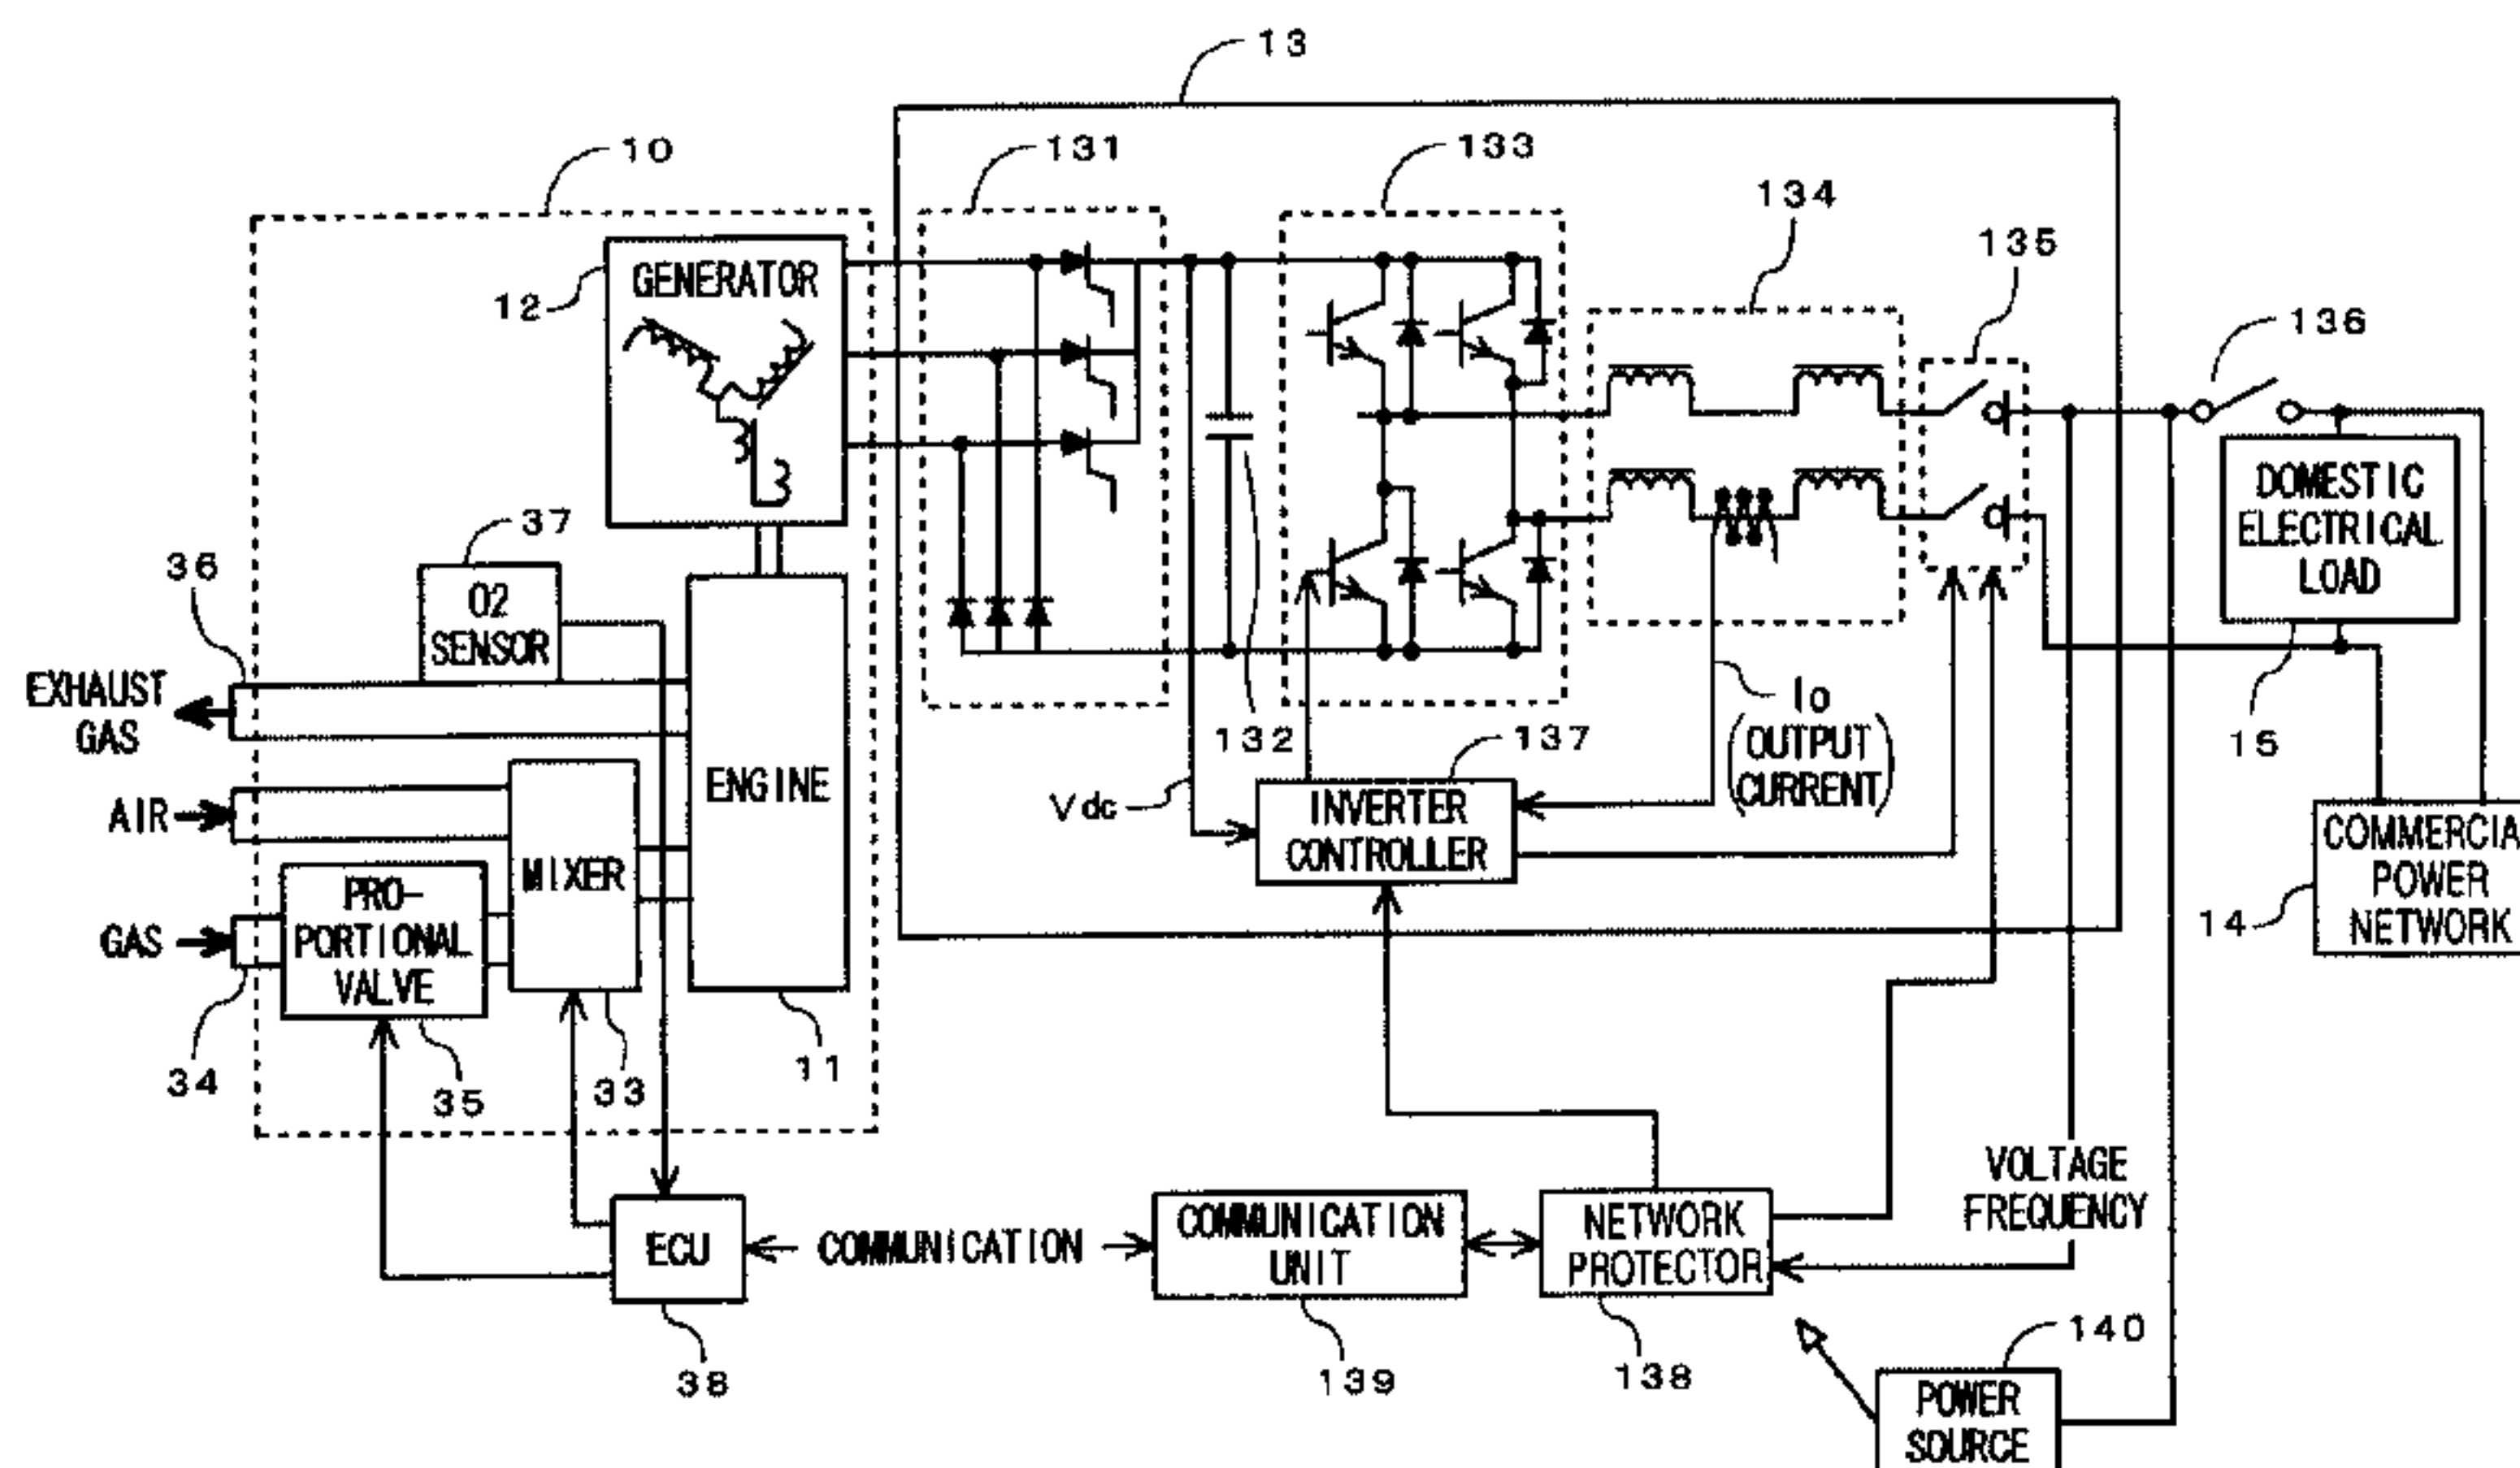 13
10
131
133
134
135
136
12
GENERATOR
37
36
O2
SENSOR
EXHAUST
GAS
AIR
GAS
PRO-
PORTIONAL
VALVE
MIXER
ENGINE
34
35
33
11
132
Vdc
137
INVERTER
CONTROLLER
Io
(OUTPUT
CURRENT)
DOMESTIC
ELECTRICAL
LOAD
15
COMMERCIA
POWER
NETWORK
14
VOLTAGE
FREQUENCY
ECU
38
COMMUNICATION
COMMUNICATION
UNIT
139
NETWORK
PROTECTOR
138
140
POWER
SOURCE